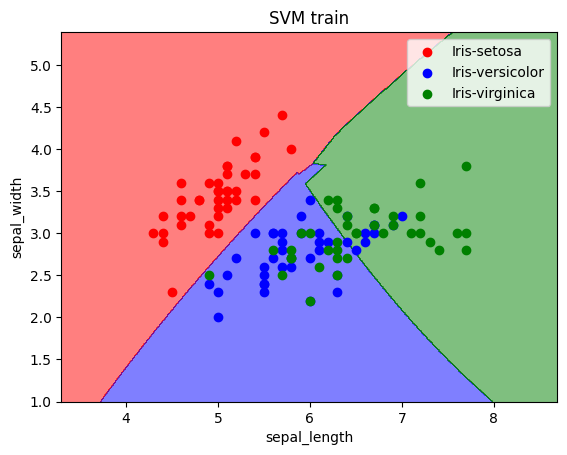 SVM train
Iris-setosa
Iris-versicolor
Iris-virginica
sepal_width
5.0
4.5
4.0
3.5
3.0
2.5
2.0
1.5
1.0
4 5 6 7 8
sepal_length